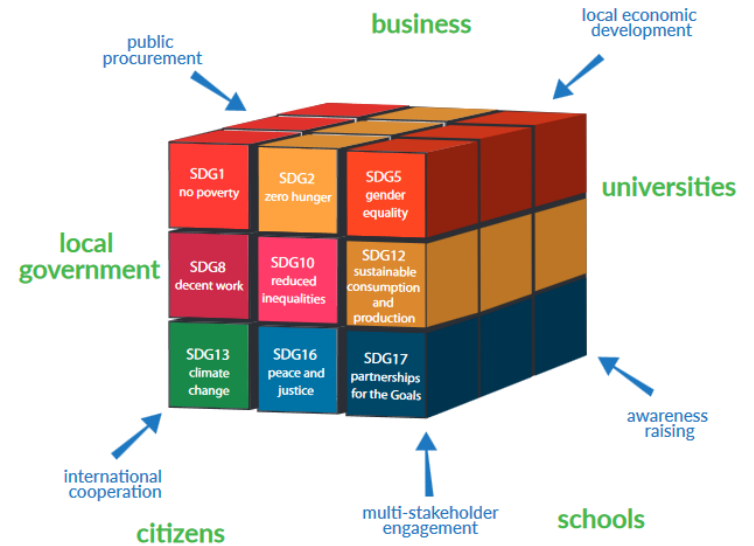 business
public
procurement
local economic
development
SDG1
no poverty
SDG2
zero hunger
SDG5
gender
equality
universities
local
government
SDG8
decent work
SDG10
reduced
inequalities
SDG12
sustainable
consumption
and
production
SDG13
climate
change
SDG16
peace and
justice
SDG17
partnerships
for the Goals
awareness
raising
international
cooperation
multi-stakeholder
engagement
schools
citizens